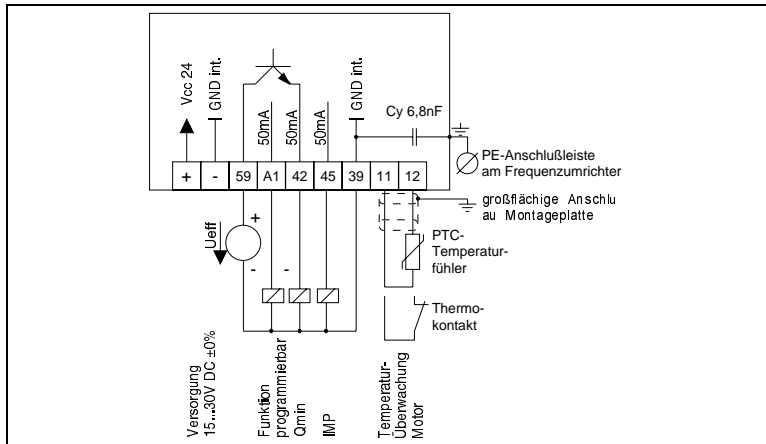 Vcc 24
GND int.
50mA
50mA
50mA
GND int.
Cy 6,8nF
PE-Anschlußleiste
am Frequenzumrichter
+ - 59 A1 42 45 39 11 12
großflächige Anschlu
au Montageplatte
Ueff
+
-
-
PTC-
Temperatur-
fühler
Thermo-
kontakt
Versorgung
15...30V DC ±0%
Funktion
programmierbar
Qmin
IMP
Temperatur-
Überwachung
Motor